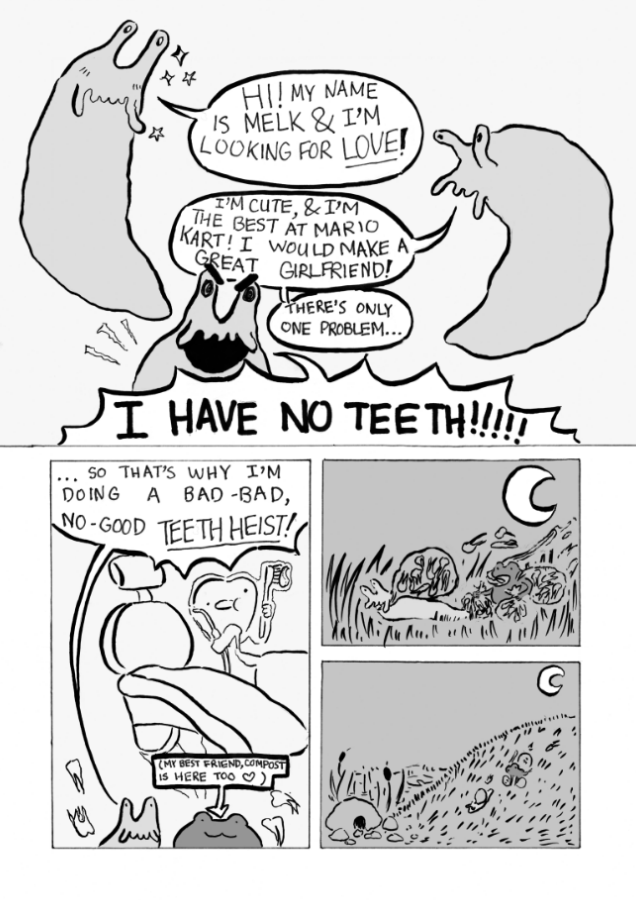 HI! MY NAME
IS MELK & I'M
LOOKING FOR LOVE!
I'M CUTE, & I'M
THE BEST AT MARIO
KART! I WOULD MAKE A
GREAT GIRLFRIEND!
THERE'S ONLY
ONE PROBLEM...
I HAVE NO TEETH!!!!!
... SO THAT'S WHY I'M
DOING A BAD-BAD,
NO-GOOD TEETH HEIST!
(MY BEST FRIEND, COMPOST
IS HERE TOO ♡)